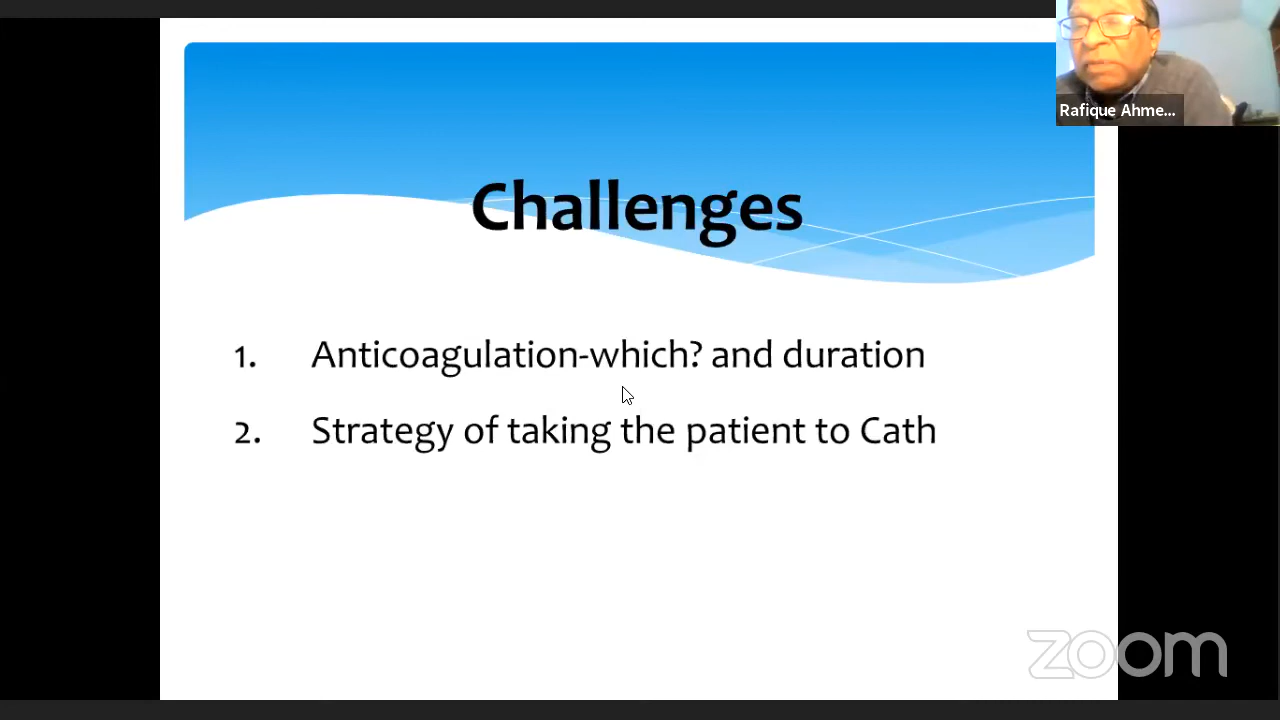 Rafique Ahme...
Challenges
1. Anticoagulation-which? and duration
2. Strategy of taking the patient to Cath
zoom